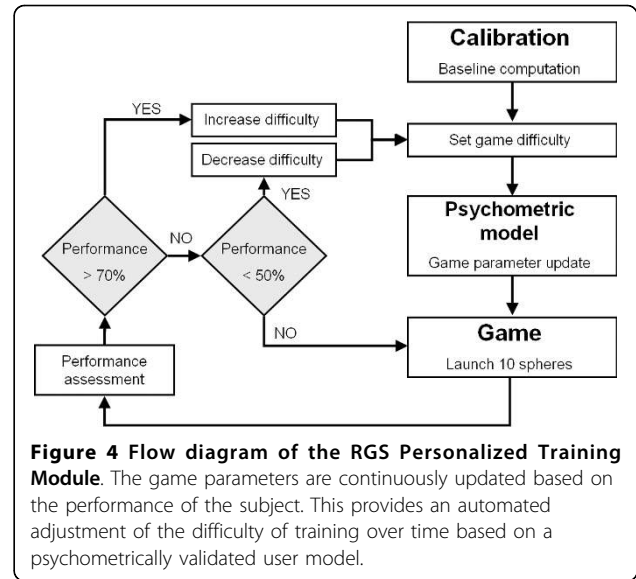 Calibration
Baseline computation
YES
Increase difficulty
Set game difficulty
Decrease difficulty
YES
Psychometric
model
Game parameter update
Performance
> 70%
NO
Performance
< 50%
NO
Game
Launch 10 spheres
Performance
assessment
Figure 4 Flow diagram of the RGS Personalized Training
Module. The game parameters are continuously updated based on
the performance of the subject. This provides an automated
adjustment of the difficulty of training over time based on a
psychometrically validated user model.